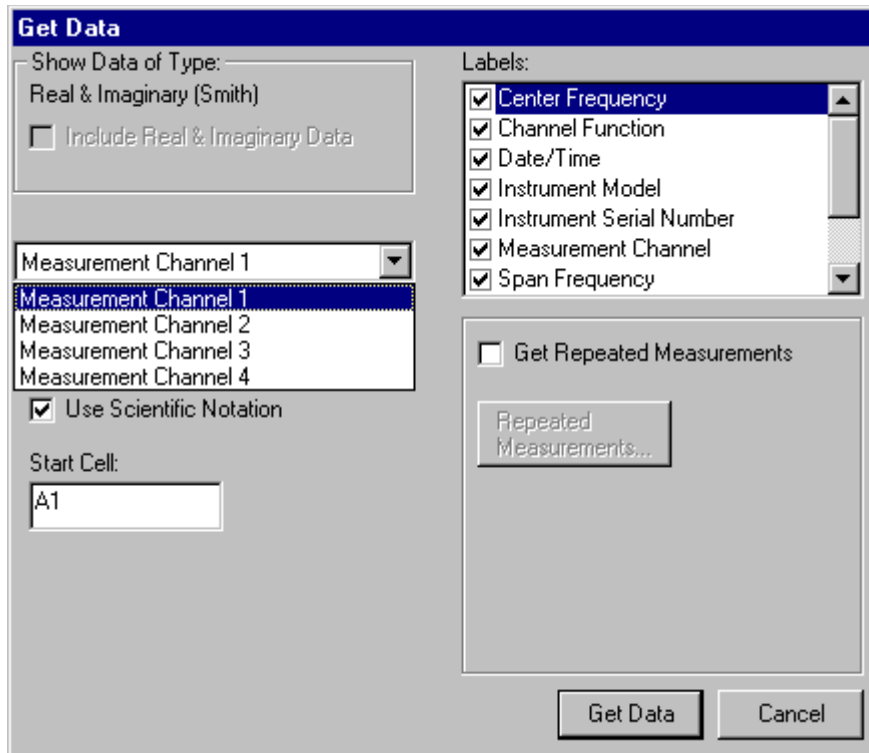 Get Data
Show Data of Type:
Real & Imaginary (Smith)
Include Real & Imaginary Data
Measurement Channel 1
Measurement Channel 1
Measurement Channel 2
Measurement Channel 3
Measurement Channel 4
Use Scientific Notation
Start Cell:
A1
Labels:
Center Frequency
Channel Function
Date/Time
Instrument Model
Instrument Serial Number
Measurement Channel
Span Frequency
Get Repeated Measurements
Repeated
Measurements...
Get Data
Cancel